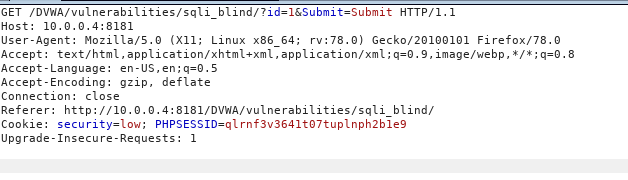 GET /DVWA/vulnerabilities/sqli_blind/?id=1&Submit=Submit HTTP/1.1
Host: 10.0.0.4:8181
User-Agent: Mozilla/5.0 (X11; Linux x86_64; rv:78.0) Gecko/20100101 Firefox/78.0
Accept: text/html,application/xhtml+xml,application/xml;q=0.9,image/webp,*/*;q=0.8
Accept-Language: en-US,en;q=0.5
Accept-Encoding: gzip, deflate
Connection: close
Referer: http://10.0.0.4:8181/DVWA/vulnerabilities/sqli_blind/
Cookie: security=low; PHPSESSID=qlrnf3v3641t07tuplnph2b1e9
Upgrade-Insecure-Requests: 1